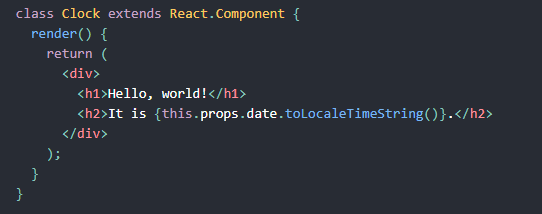 class Clock extends React.Component {
  render() {
    return (
      <div>
        <h1>Hello, world!</h1>
        <h2>It is {this.props.date.toLocaleTimeString()}.</h2>
      </div>
    );
  }
}